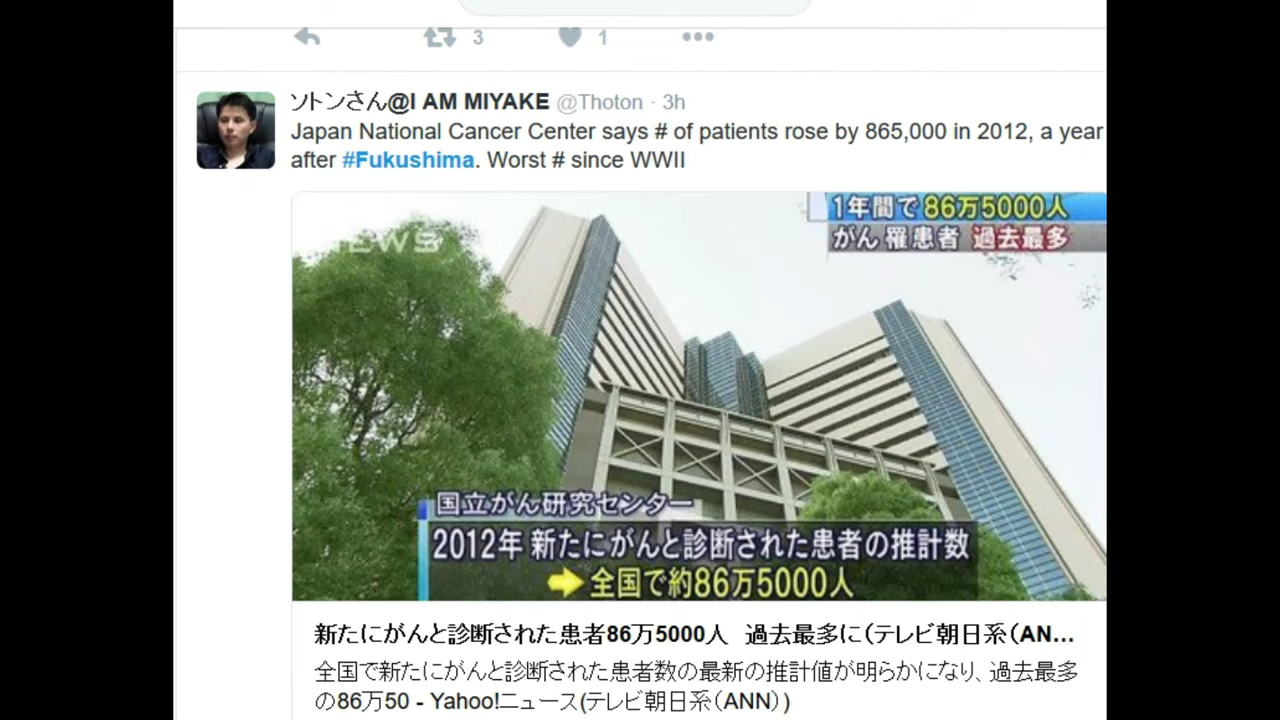 3 1
ソトンさん@I AM MIYAKE @Thoton · 3h
Japan National Cancer Center says # of patients rose by 865,000 in 2012, a year
after #Fukushima. Worst # since WWII
1年間で86万5000人
NEWS がん罹患者 過去最多
国立がん研究センター
2012年 新たにがんと診断された患者の推計数
全国で約86万5000人
新たにがんと診断された患者86万5000人 過去最多に(テレビ朝日系(AN...
全国で新たにがんと診断された患者数の最新の推計値が明らかになり、過去最多
の86万50 - Yahoo!ニュース(テレビ朝日系(ANN))